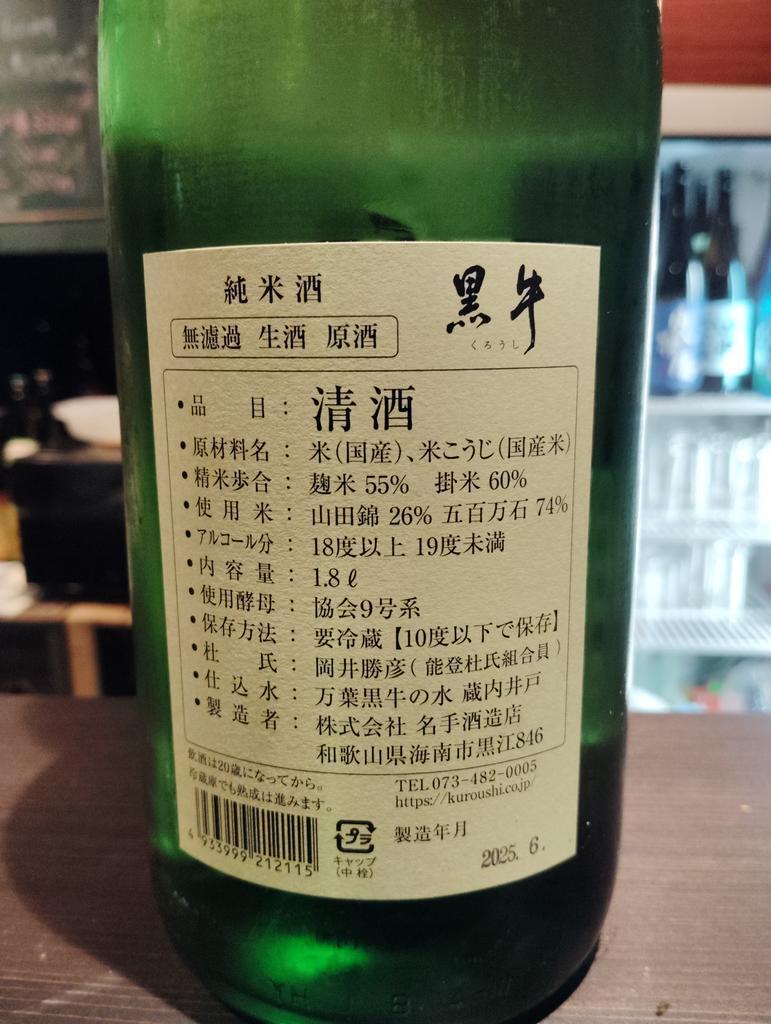 純米酒
黒牛
くろうし
無濾過 生酒 原酒
・品目：清酒
・原材料名：米（国産）、米こうじ（国産米）
・精米歩合：麹米 55% 掛米 60%
・使用米：山田錦 26% 五百万石 74%
・アルコール分：18度以上 19度未満
・内容量：1.8ℓ
・使用酵母：協会9号系
・保存方法：要冷蔵【10度以下で保存】
・杜氏：岡井勝彦（能登杜氏組合員）
・仕込水：万葉黒牛の水 蔵内井戸
・製造者：株式会社 名手酒造店
和歌山県海南市黒江846
飲酒は20歳になってから。
冷蔵庫でも熟成は進みます。
TEL073-482-0005
https://kuroushi.co.jp/
4 933999 212115
プラ
キャップ
（中栓）
製造年月
2025. 6.